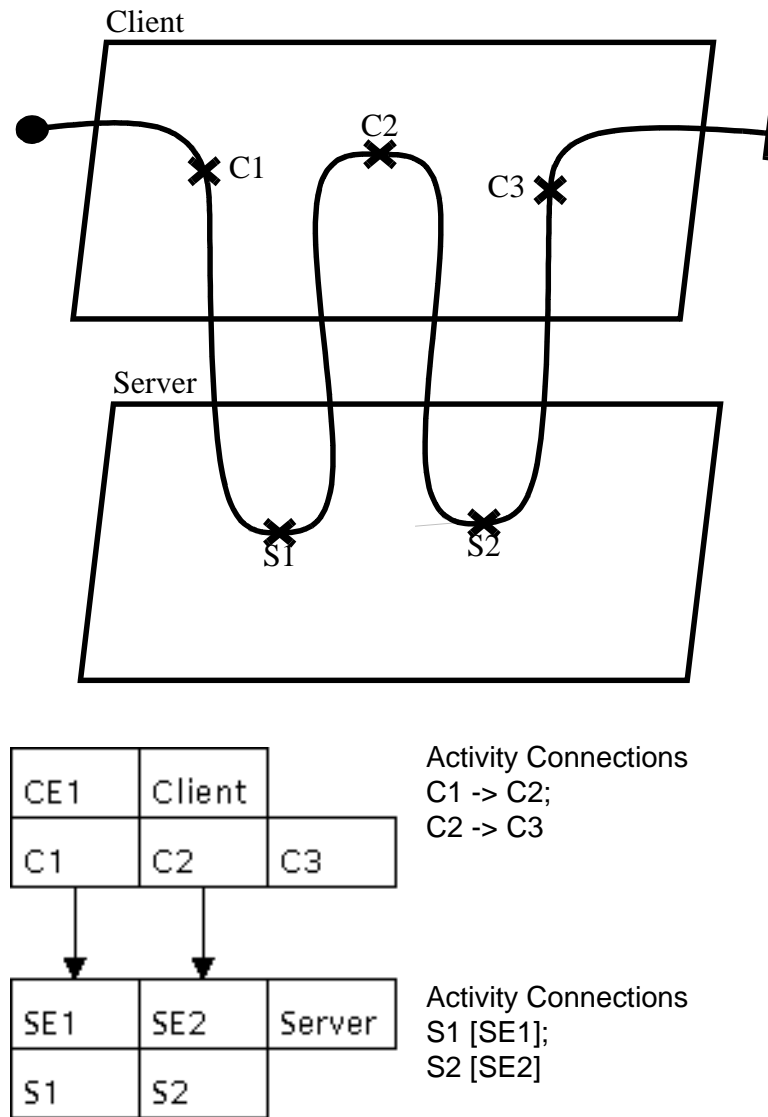 Client
C2
C1
C3
Server
S1
S2
CE1 Client
C1 C2 C3
Activity Connections
C1 -> C2;
C2 -> C3
SE1 SE2 Server
S1 S2
Activity Connections
S1 [SE1];
S2 [SE2]